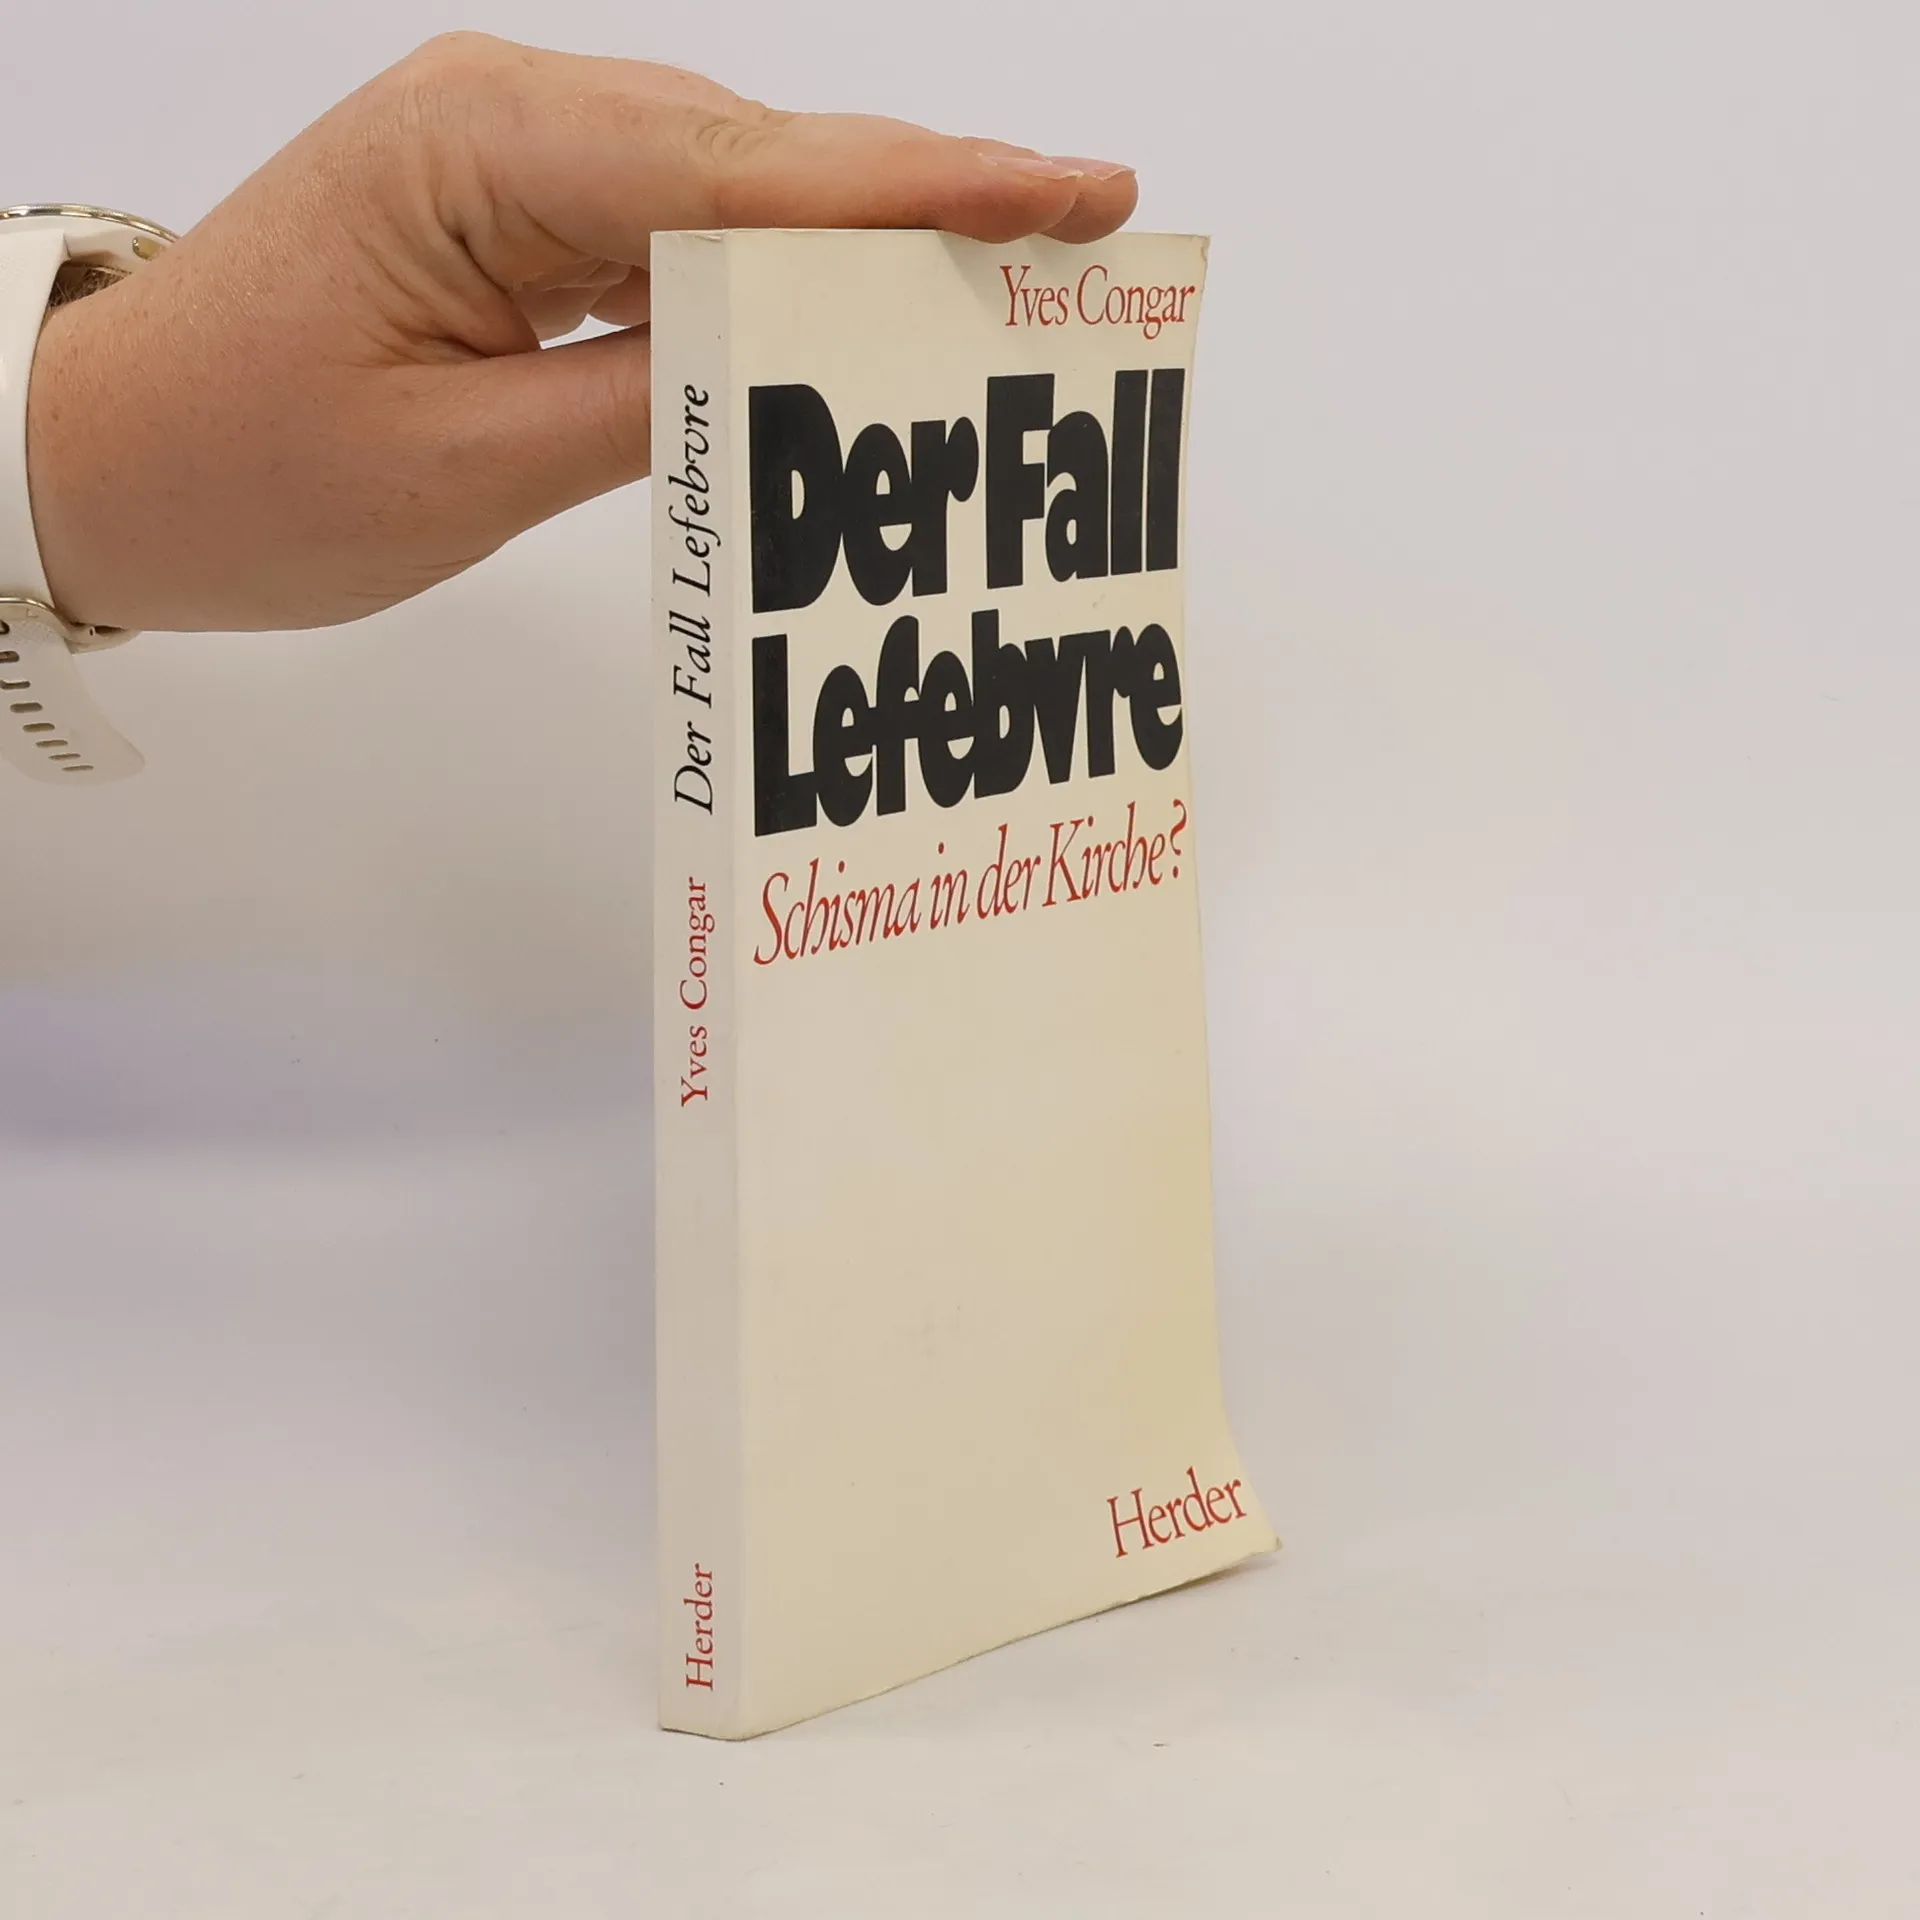 Yves Congar
Der Fall
Lefebvre
Schisma in der Kirche?
Herder
Der Fall Lefebvre
Yves Congar
Herder